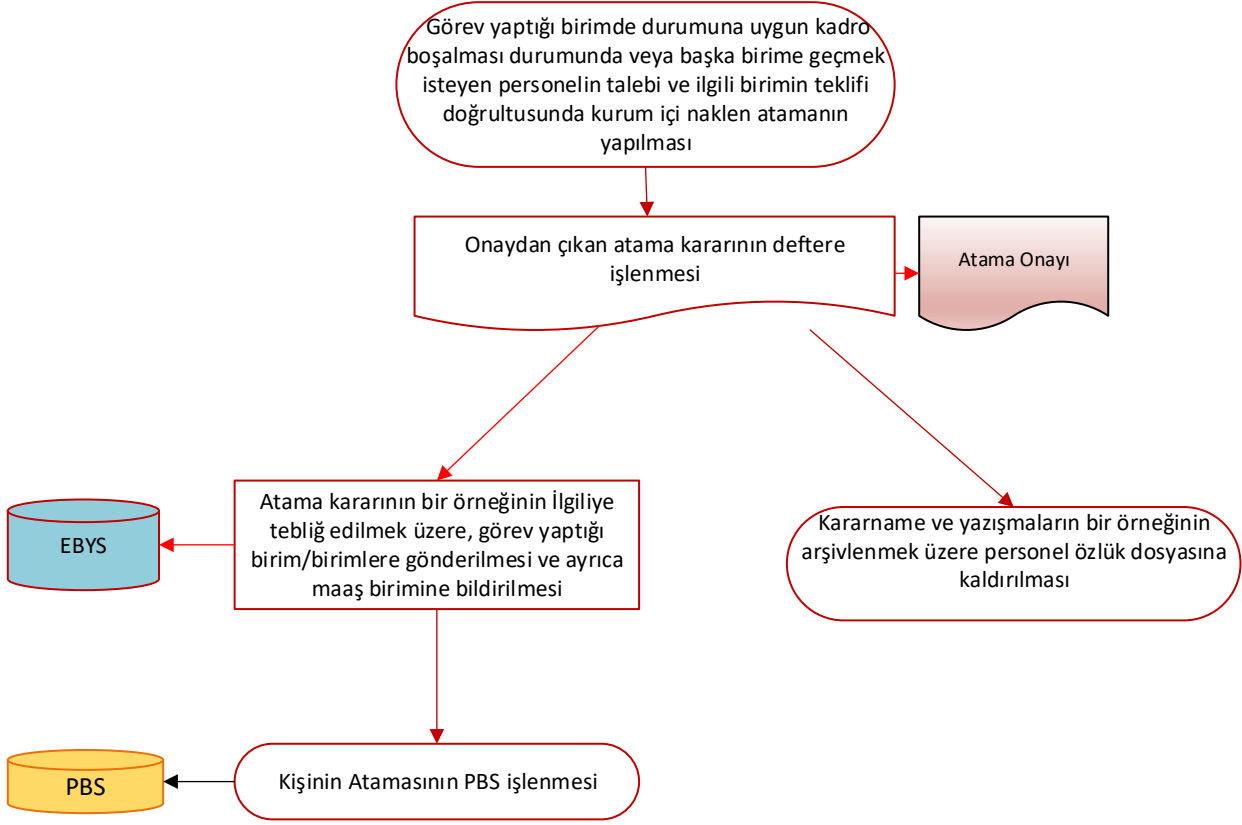 Görev yaptığı birimde durumuna uygun kadro
boşalması durumunda veya başka birime geçmek
isteyen personelin talebi ve ilgili birimin teklifi
doğrultusunda kurum içi naklen atamanın
yapılması
Onaydan çıkan atama kararının deftere
işlenmesi
Atama Onayı
EBYS
Atama kararının bir örneğinin İlgiliye
tebliğ edilmek üzere, görev yaptığı
birim/birimlere gönderilmesi ve ayrıca
maaş birimine bildirilmesi
Kararname ve yazışmaların bir örneğinin
arşivlenmek üzere personel özlük dosyasına
kaldırılması
PBS
Kişinin Atamasının PBS işlenmesi